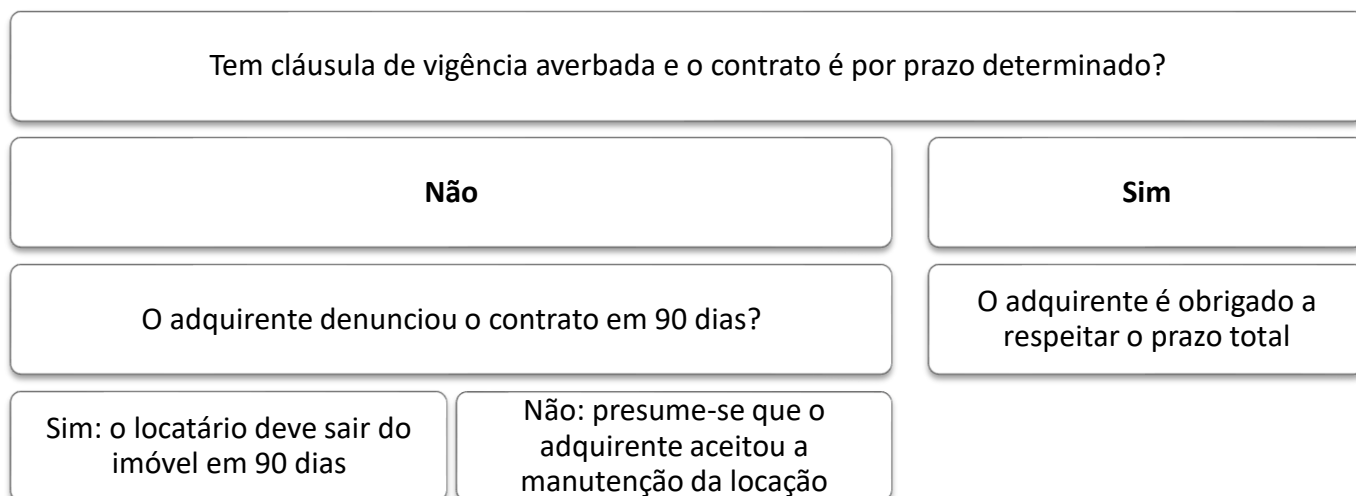 Tem cláusula de vigência averbada e o contrato é por prazo determinado?
Não
Sim
O adquirente denunciou o contrato em 90 dias?
O adquirente é obrigado a
respeitar o prazo total
Sim: o locatário deve sair do
imóvel em 90 dias
Não: presume-se que o
adquirente aceitou a
manutenção da locação